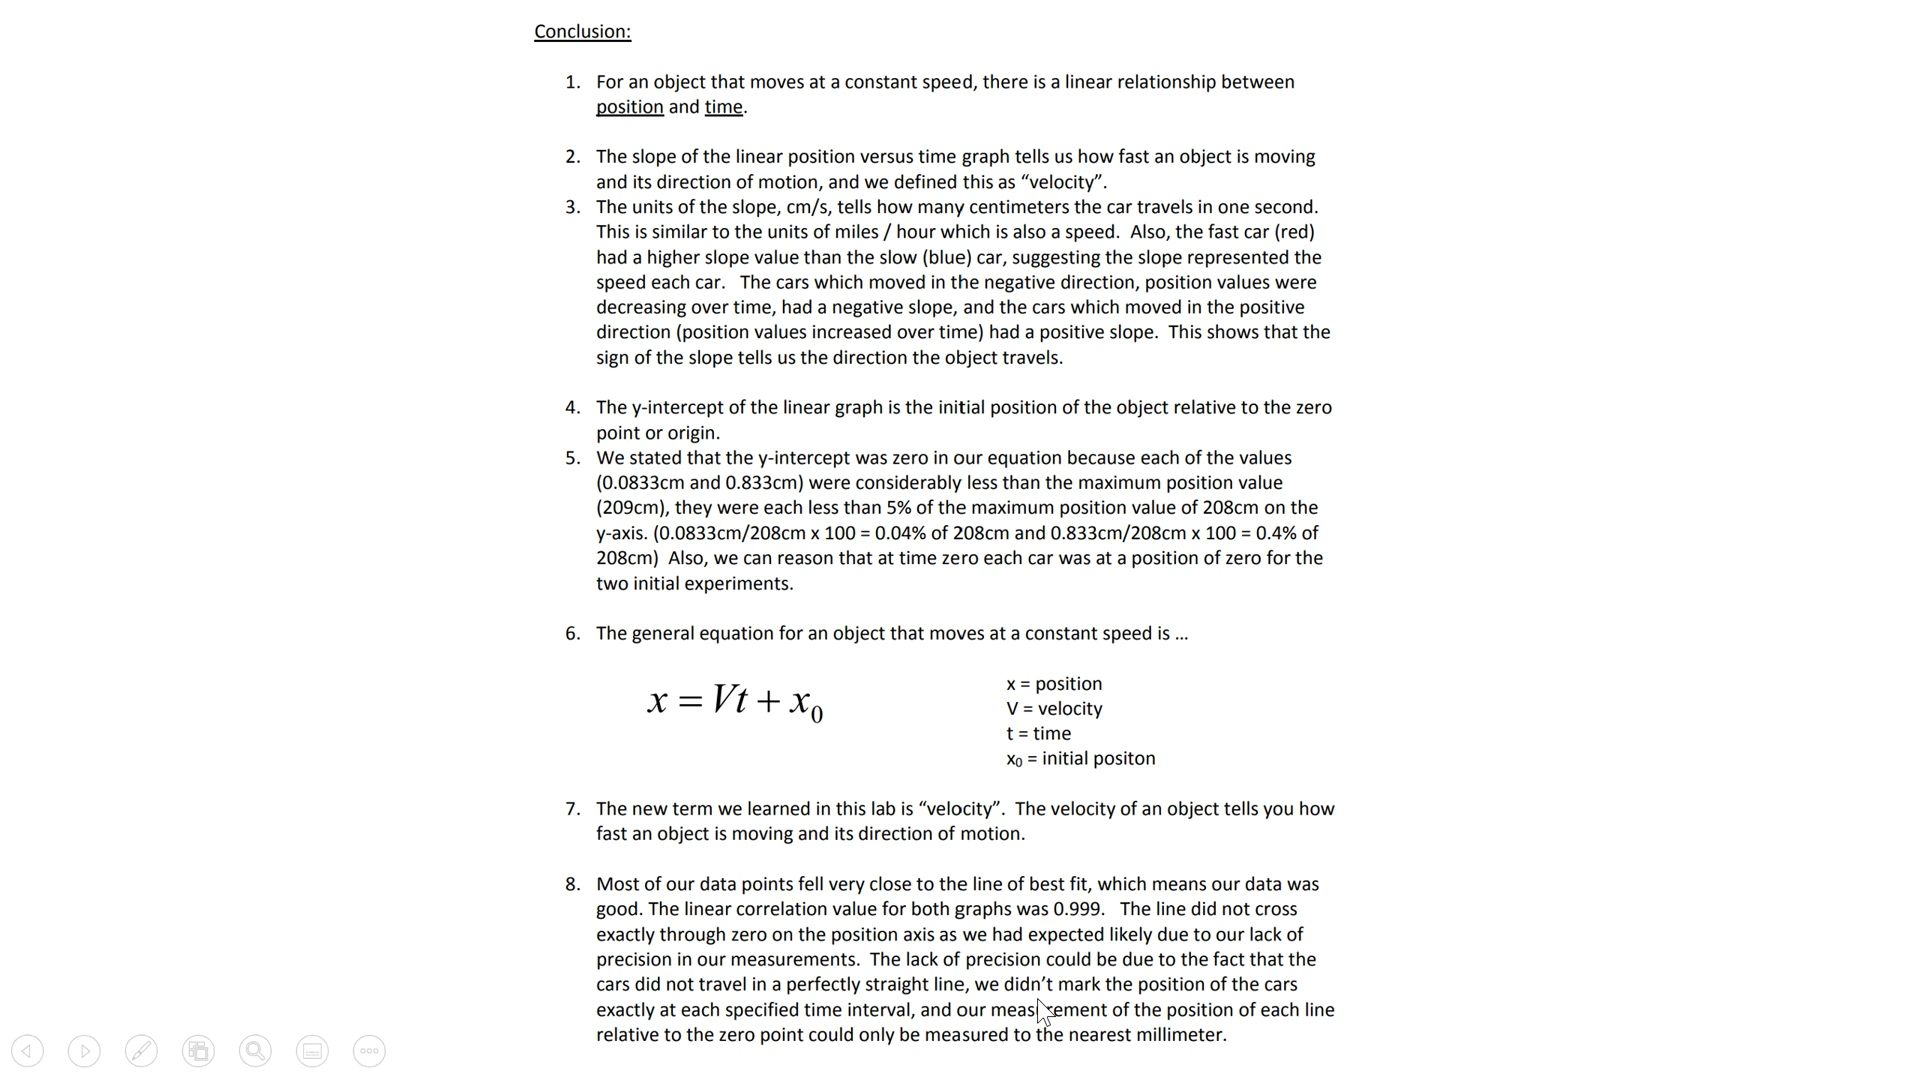 Conclusion:
1. For an object that moves at a constant speed, there is a linear relationship between
position and time.
2. The slope of the linear position versus time graph tells us how fast an object is moving
and its direction of motion, and we defined this as “velocity”.
3. The units of the slope, cm/s, tells how many centimeters the car travels in one second.
This is similar to the units of miles / hour which is also a speed. Also, the fast car (red)
had a higher slope value than the slow (blue) car, suggesting the slope represented the
speed each car. The cars which moved in the negative direction, position values were
decreasing over time, had a negative slope, and the cars which moved in the positive
direction (position values increased over time) had a positive slope. This shows that the
sign of the slope tells us the direction the object travels.
4. The y-intercept of the linear graph is the initial position of the object relative to the zero
point or origin.
5. We stated that the y-intercept was zero in our equation because each of the values
(0.0833cm and 0.833cm) were considerably less than the maximum position value
(209cm), they were each less than 5% of the maximum position value of 208cm on the
y-axis. (0.0833cm/208cm x 100 = 0.04% of 208cm and 0.833cm/208cm x 100 = 0.4% of
208cm) Also, we can reason that at time zero each car was at a position of zero for the
two initial experiments.
6. The general equation for an object that moves at a constant speed is ...
x = Vt + x₀
x = position
V = velocity
t = time
x₀ = initial positon
7. The new term we learned in this lab is “velocity”. The velocity of an object tells you how
fast an object is moving and its direction of motion.
8. Most of our data points fell very close to the line of best fit, which means our data was
good. The linear correlation value for both graphs was 0.999. The line did not cross
exactly through zero on the position axis as we had expected likely due to our lack of
precision in our measurements. The lack of precision could be due to the fact that the
cars did not travel in a perfectly straight line, we didn’t mark the position of the cars
exactly at each specified time interval, and our measurement of the position of each line
relative to the zero point could only be measured to the nearest millimeter.